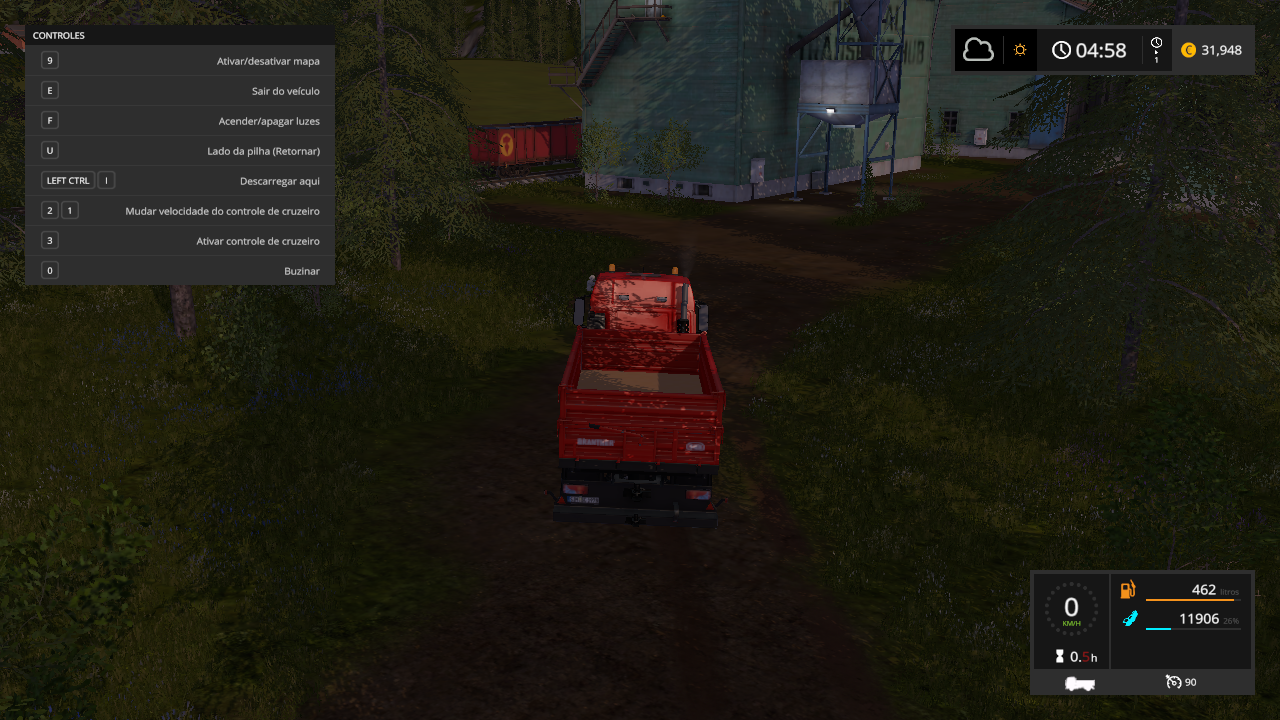 CONTROLES
9 Ativar/desativar mapa
E Sair do veículo
F Acender/apagar luzes
U Lado da pilha (Retornar)
LEFT CTRL I Descarregar aqui
2 1 Mudar velocidade do controle de cruzeiro
3 Ativar controle de cruzeiro
0 Buzinar
04:58
1
C 31,948
BRANTNER
0
KM/H
0.5h
462 litros
11906 26%
90